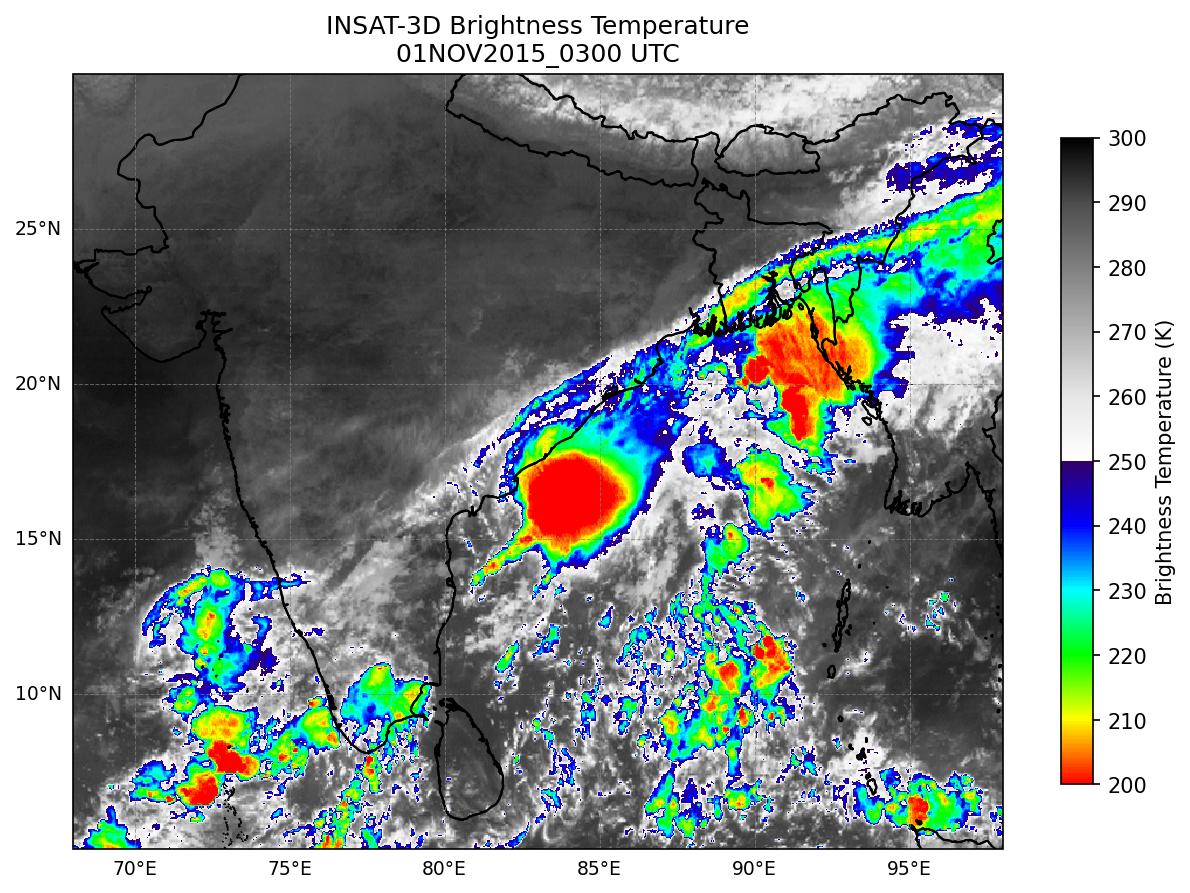 INSAT-3D Brightness Temperature
01NOV2015_0300 UTC
25°N
20°N
15°N
10°N
70°E
75°E
80°E
85°E
90°E
95°E
300
290
280
270
260
250
240
230
220
210
200
Brightness Temperature (K)